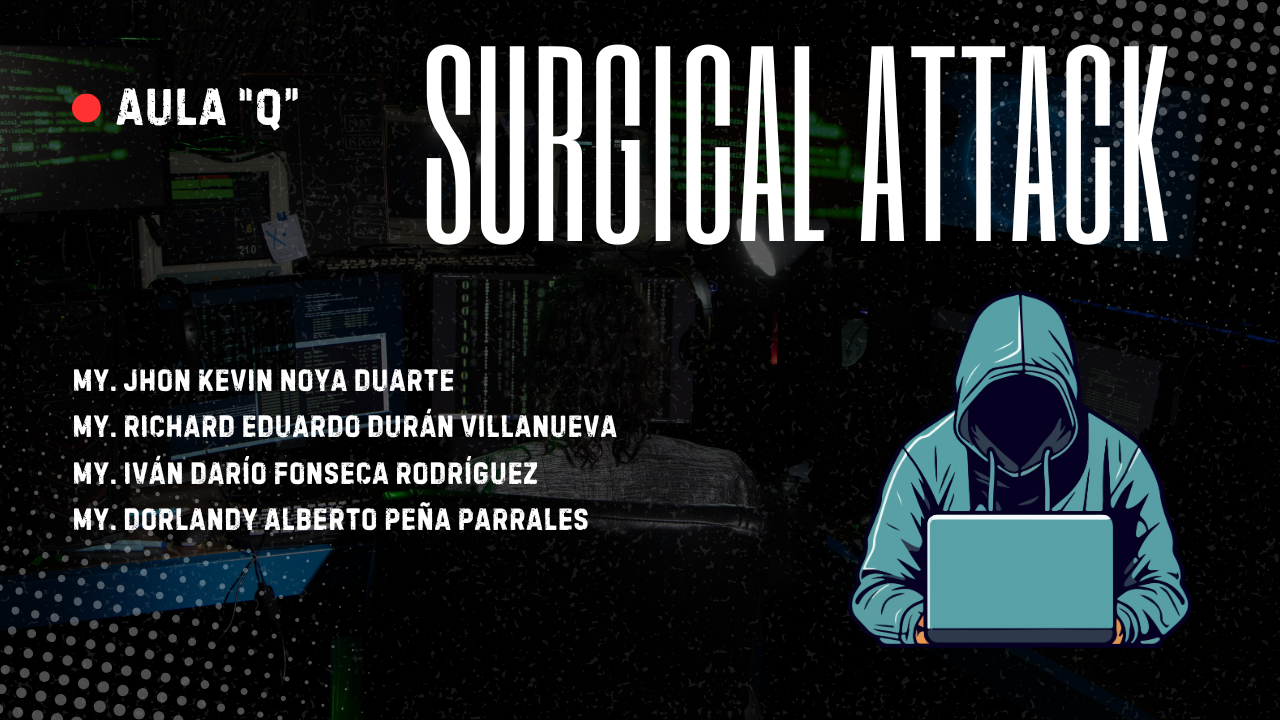 SURGICAL ATTACK
AULA "Q"
MY. JHON KEVIN NOYA DUARTE
MY. RICHARD EDUARDO DURÁN VILLANUEVA
MY. IVÁN DARÍO FONSECA RODRÍGUEZ
MY. DORLANDY ALBERTO PEÑA PARRALES